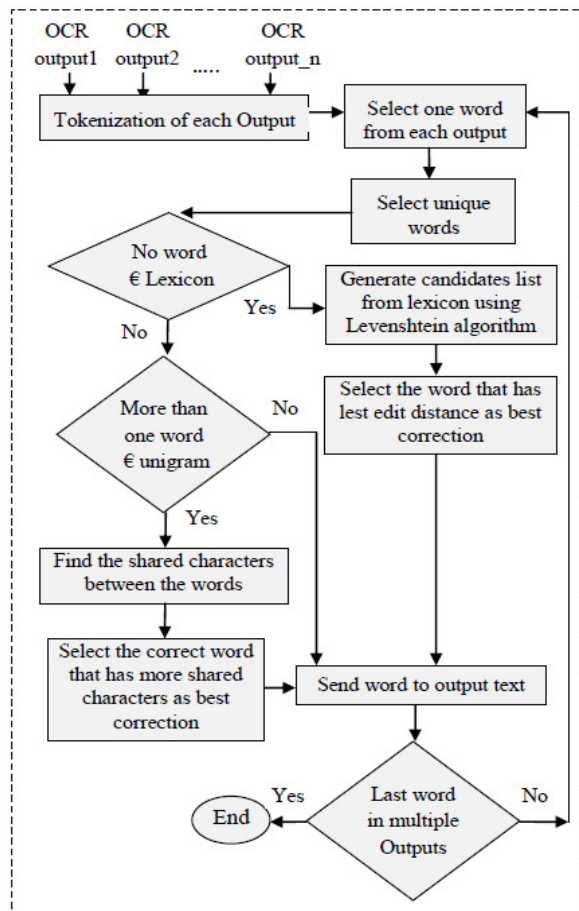 OCR OCR OCR
output1 output2 ..... output_n
Tokenization of each Output
Select one word
from each output
Select unique
words
No word
€ Lexicon
Yes
No
Generate candidates list
from lexicon using
Levenshtein algorithm
Select the word that has
lest edit distance as best
correction
More than
one word
€ unigram
No
Yes
Find the shared characters
between the words
Select the correct word
that has more shared
characters as best
correction
Send word to output text
Last word
in multiple
Outputs
Yes
No
End